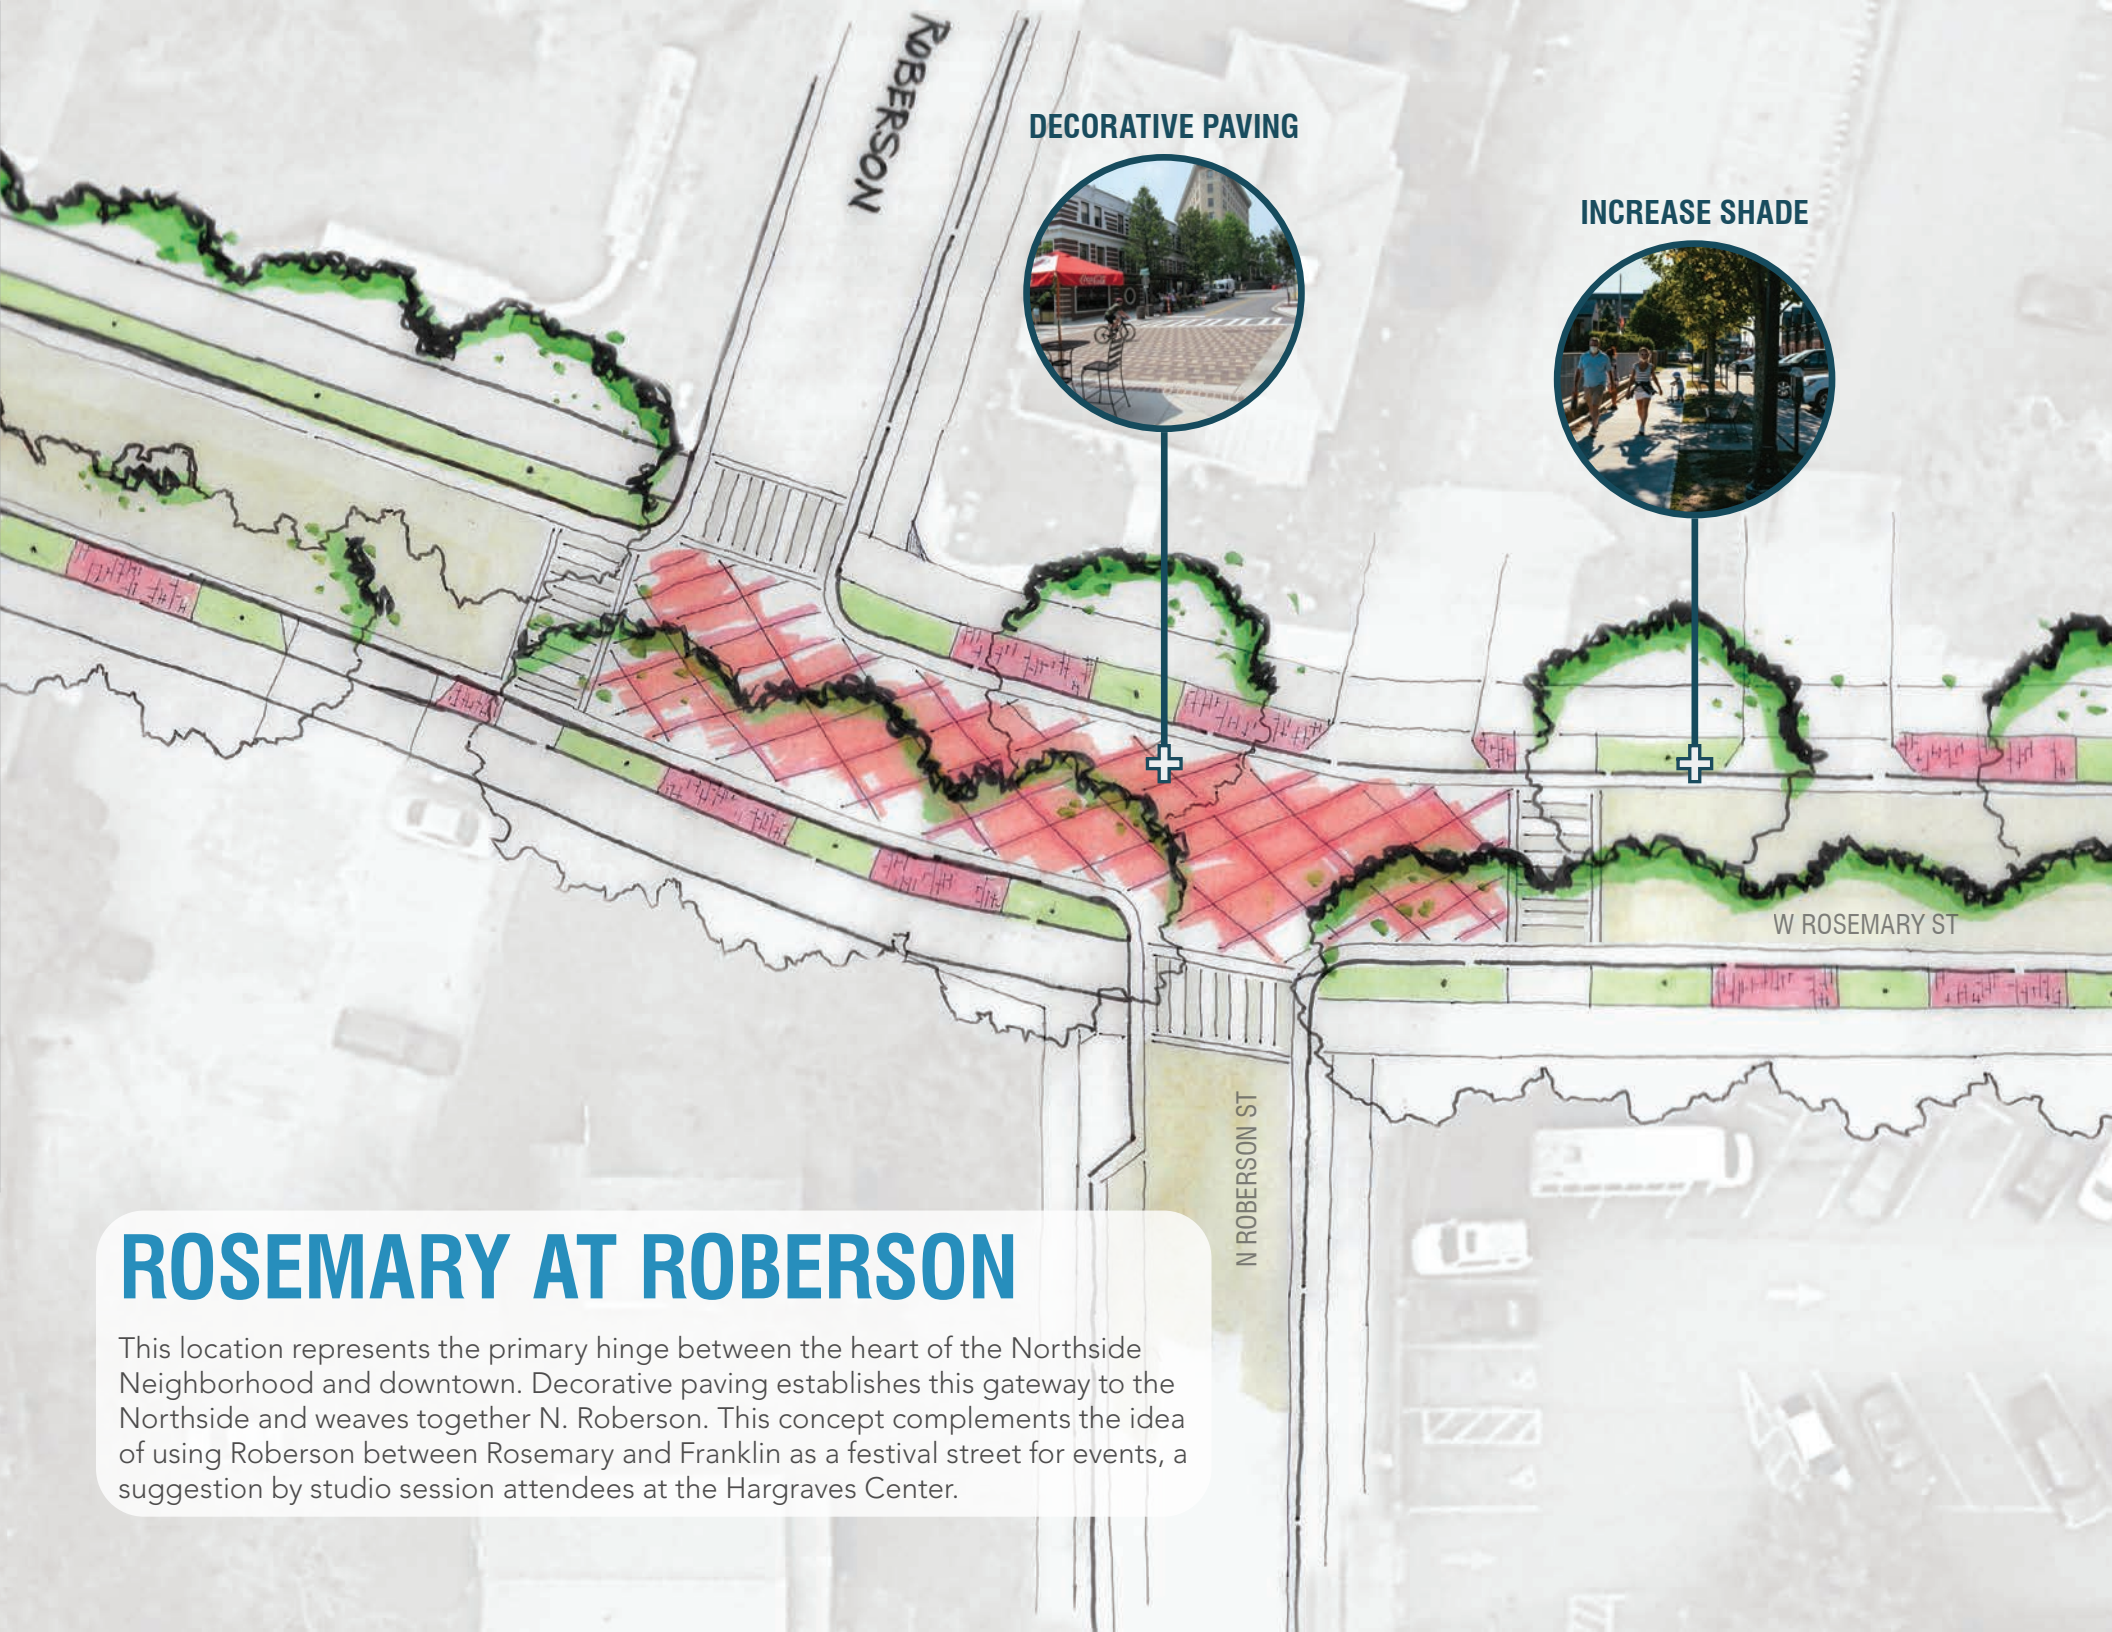 ROBERSON
DECORATIVE PAVING
INCREASE SHADE
Coca-Cola
W ROSEMARY ST
N ROBERSON ST
ROSEMARY AT ROBERSON
This location represents the primary hinge between the heart of the Northside
Neighborhood and downtown. Decorative paving establishes this gateway to the
Northside and weaves together N. Roberson. This concept complements the idea
of using Roberson between Rosemary and Franklin as a festival street for events, a
suggestion by studio session attendees at the Hargraves Center.